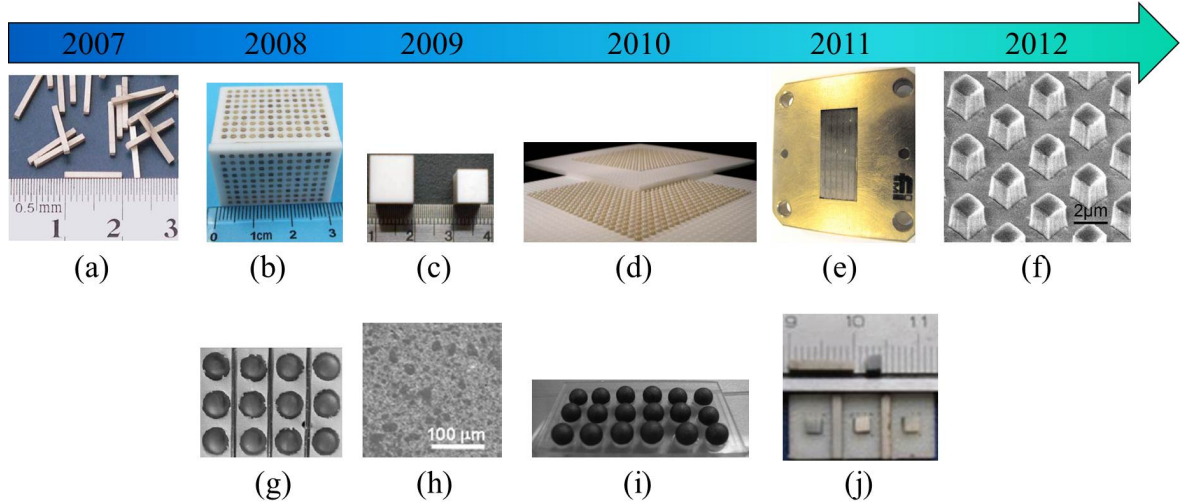 2007 2008 2009 2010 2011 2012
0.5 mm
1 2 3
0 1cm 2 3
1 2 3 4
2μm
(a) (b) (c) (d) (e) (f)
100 μm
9 10 11
(g) (h) (i) (j)